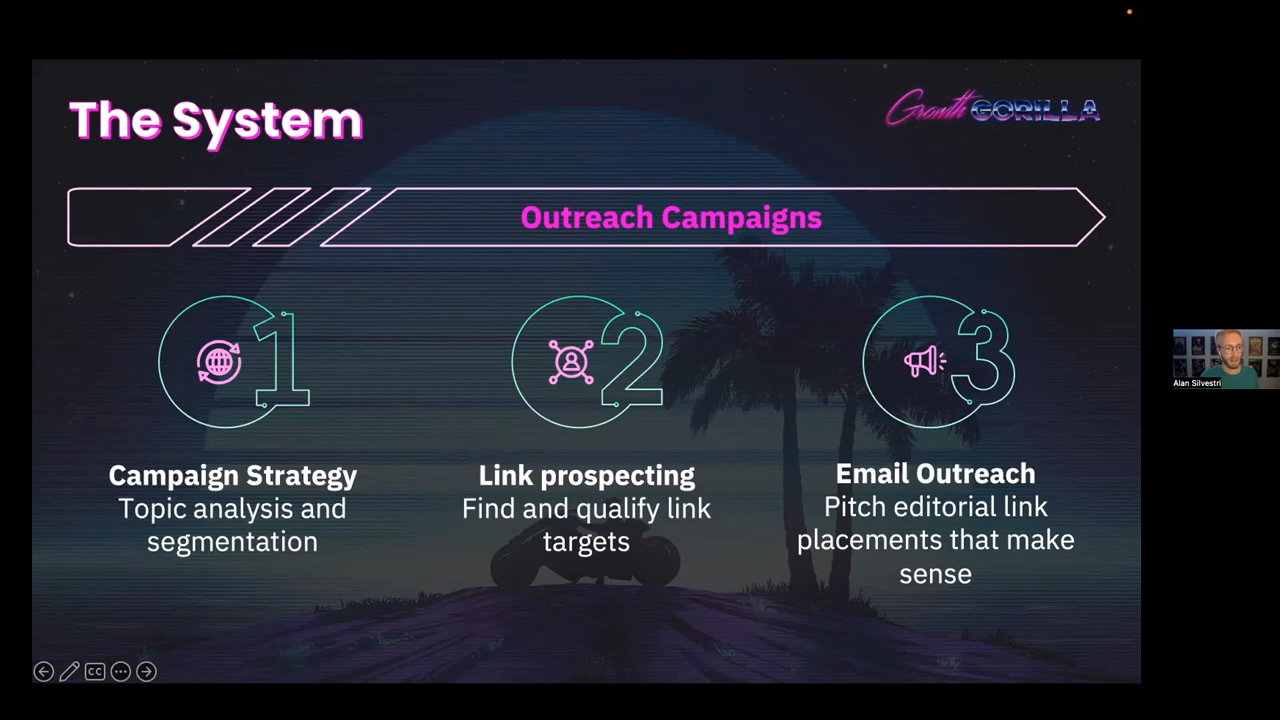 The System
Growth GORILLA
Outreach Campaigns
1
2
3
Campaign Strategy
Topic analysis and
segmentation
Link prospecting
Find and qualify link
targets
Email Outreach
Pitch editorial link
placements that make
sense
CC
Alan Silvestri